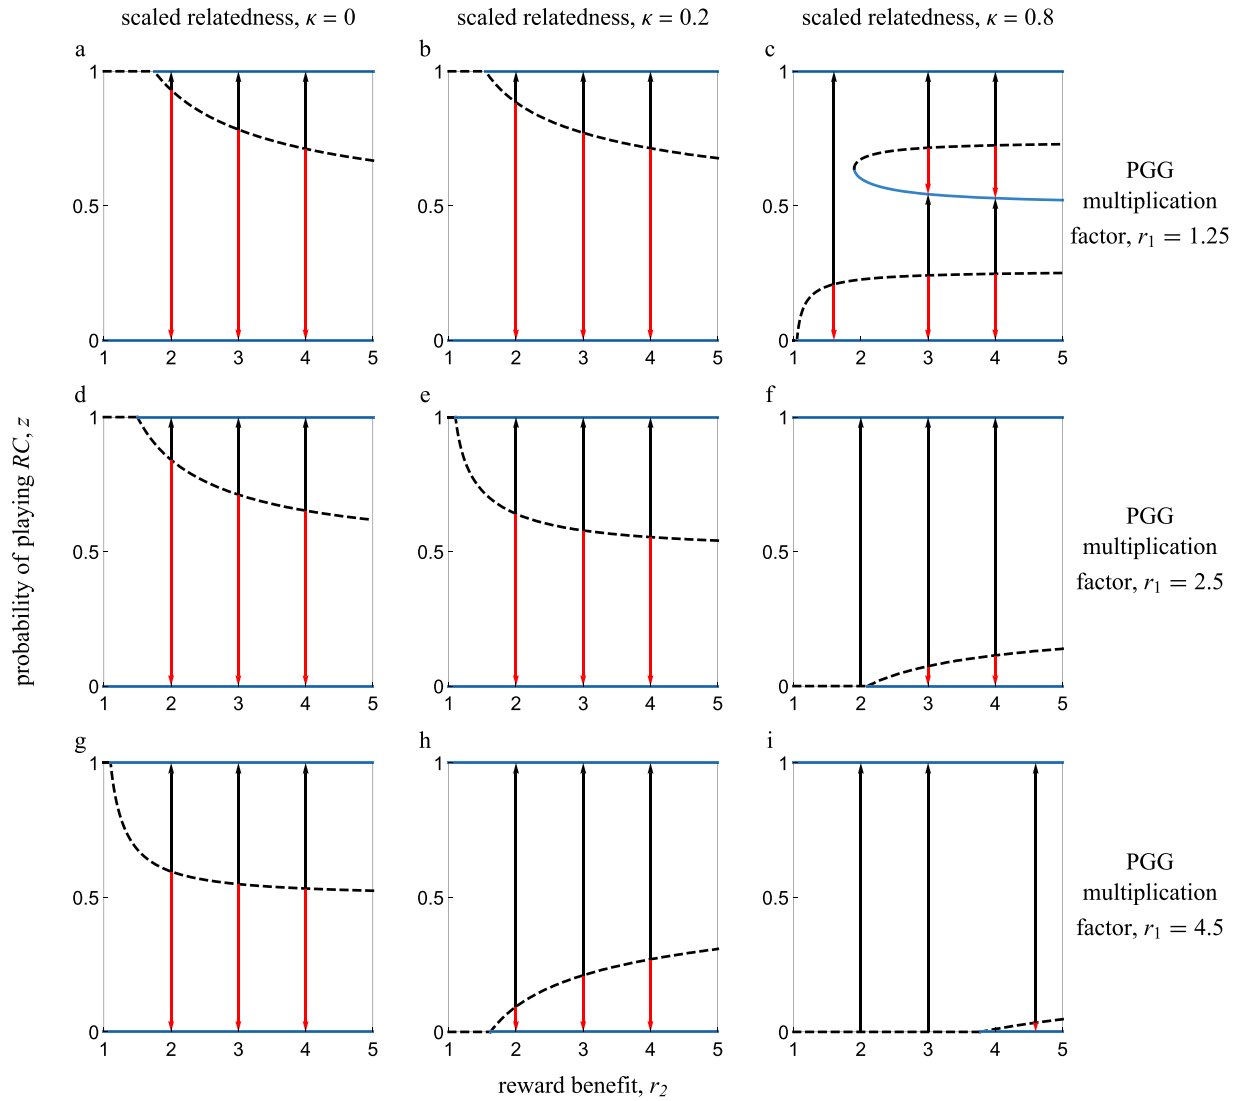 scaled relatedness, κ = 0
scaled relatedness, κ = 0.2
scaled relatedness, κ = 0.8
a
b
c
1
0.5
0
1 2 3 4 5
1
0.5
0
1 2 3 4 5
1
0.5
0
1 2 3 4 5
PGG
multiplication
factor, r₁ = 1.25
d
e
f
1
0.5
0
1 2 3 4 5
1
0.5
0
1 2 3 4 5
1
0.5
0
1 2 3 4 5
PGG
multiplication
factor, r₁ = 2.5
probability of playing RC, z
g
h
i
1
0.5
0
1 2 3 4 5
1
0.5
0
1 2 3 4 5
1
0.5
0
1 2 3 4 5
PGG
multiplication
factor, r₁ = 4.5
reward benefit, r₂